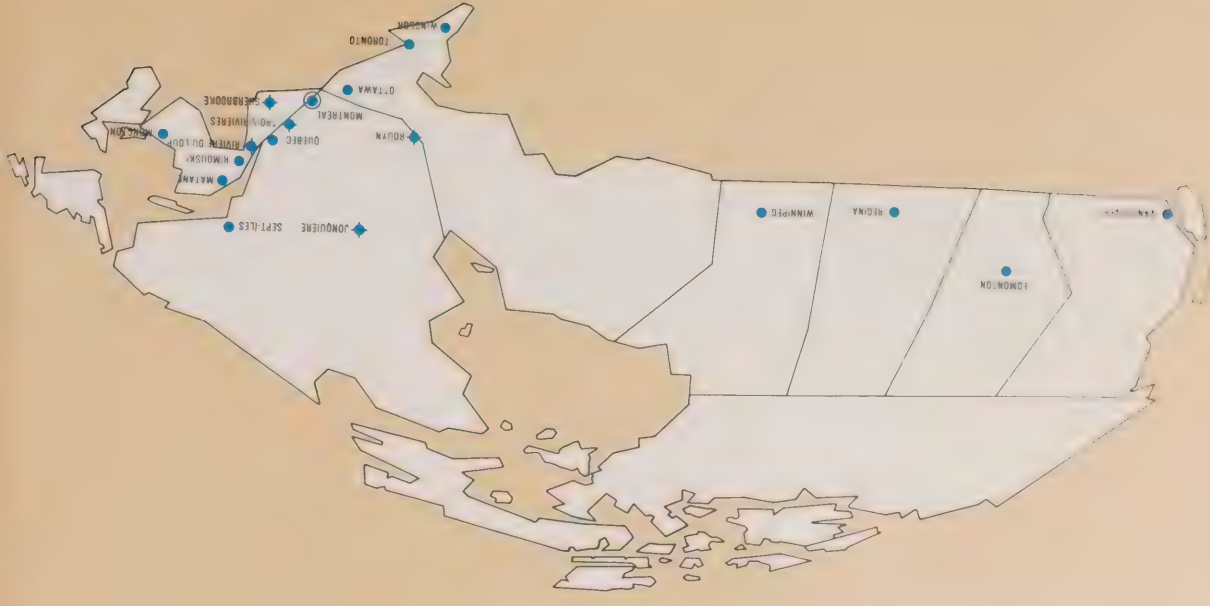 EDMONTON
REGINA
WINNIPEG
JONQUIERE
SEPT-ILES
MATANE
RIMOUSKI
QUEBEC
RIVIERE DU LOUP
MONCTON
ROUYN
MONTREAL
SHERBROOKE
OTTAWA
TORONTO
WINDSOR